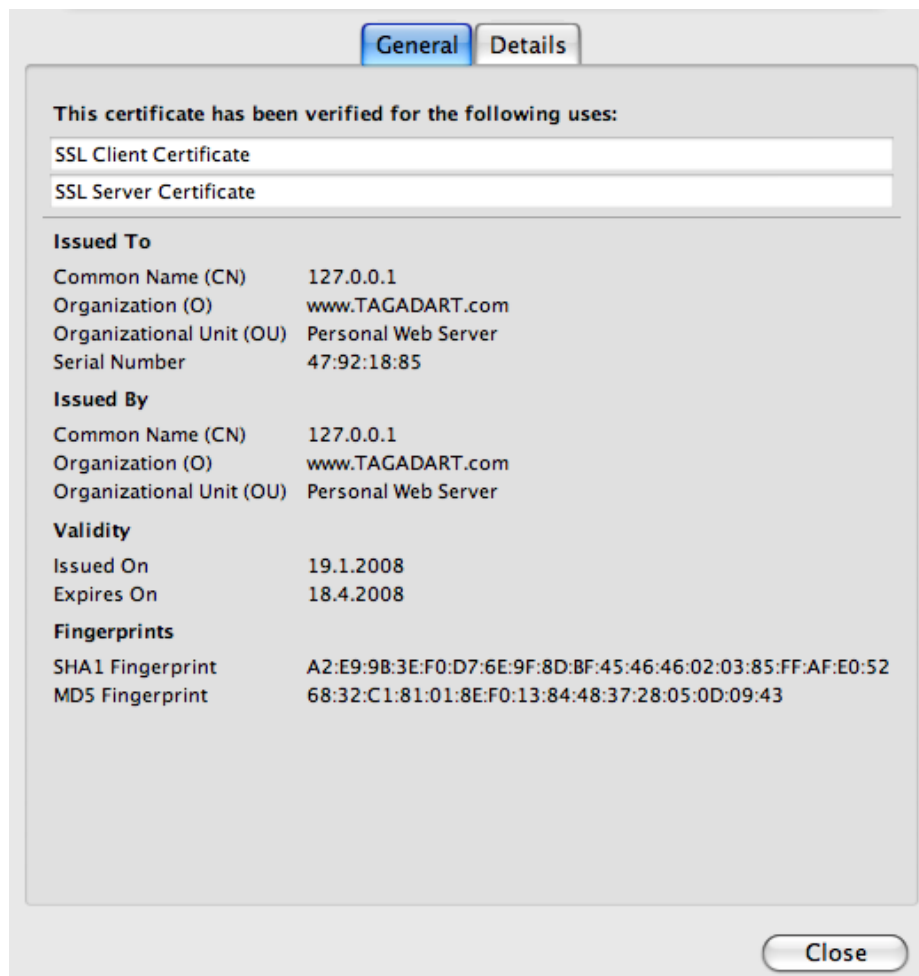 General Details
This certificate has been verified for the following uses:
SSL Client Certificate
SSL Server Certificate
Issued To
Common Name (CN) 127.0.0.1
Organization (O) www.TAGADART.com
Organizational Unit (OU) Personal Web Server
Serial Number 47:92:18:85
Issued By
Common Name (CN) 127.0.0.1
Organization (O) www.TAGADART.com
Organizational Unit (OU) Personal Web Server
Validity
Issued On 19.1.2008
Expires On 18.4.2008
Fingerprints
SHA1 Fingerprint A2:E9:9B:3E:F0:D7:6E:9F:8D:BF:45:46:46:02:03:85:FF:AF:E0:52
MD5 Fingerprint 68:32:C1:81:01:8E:F0:13:84:48:37:28:05:0D:09:43
Close